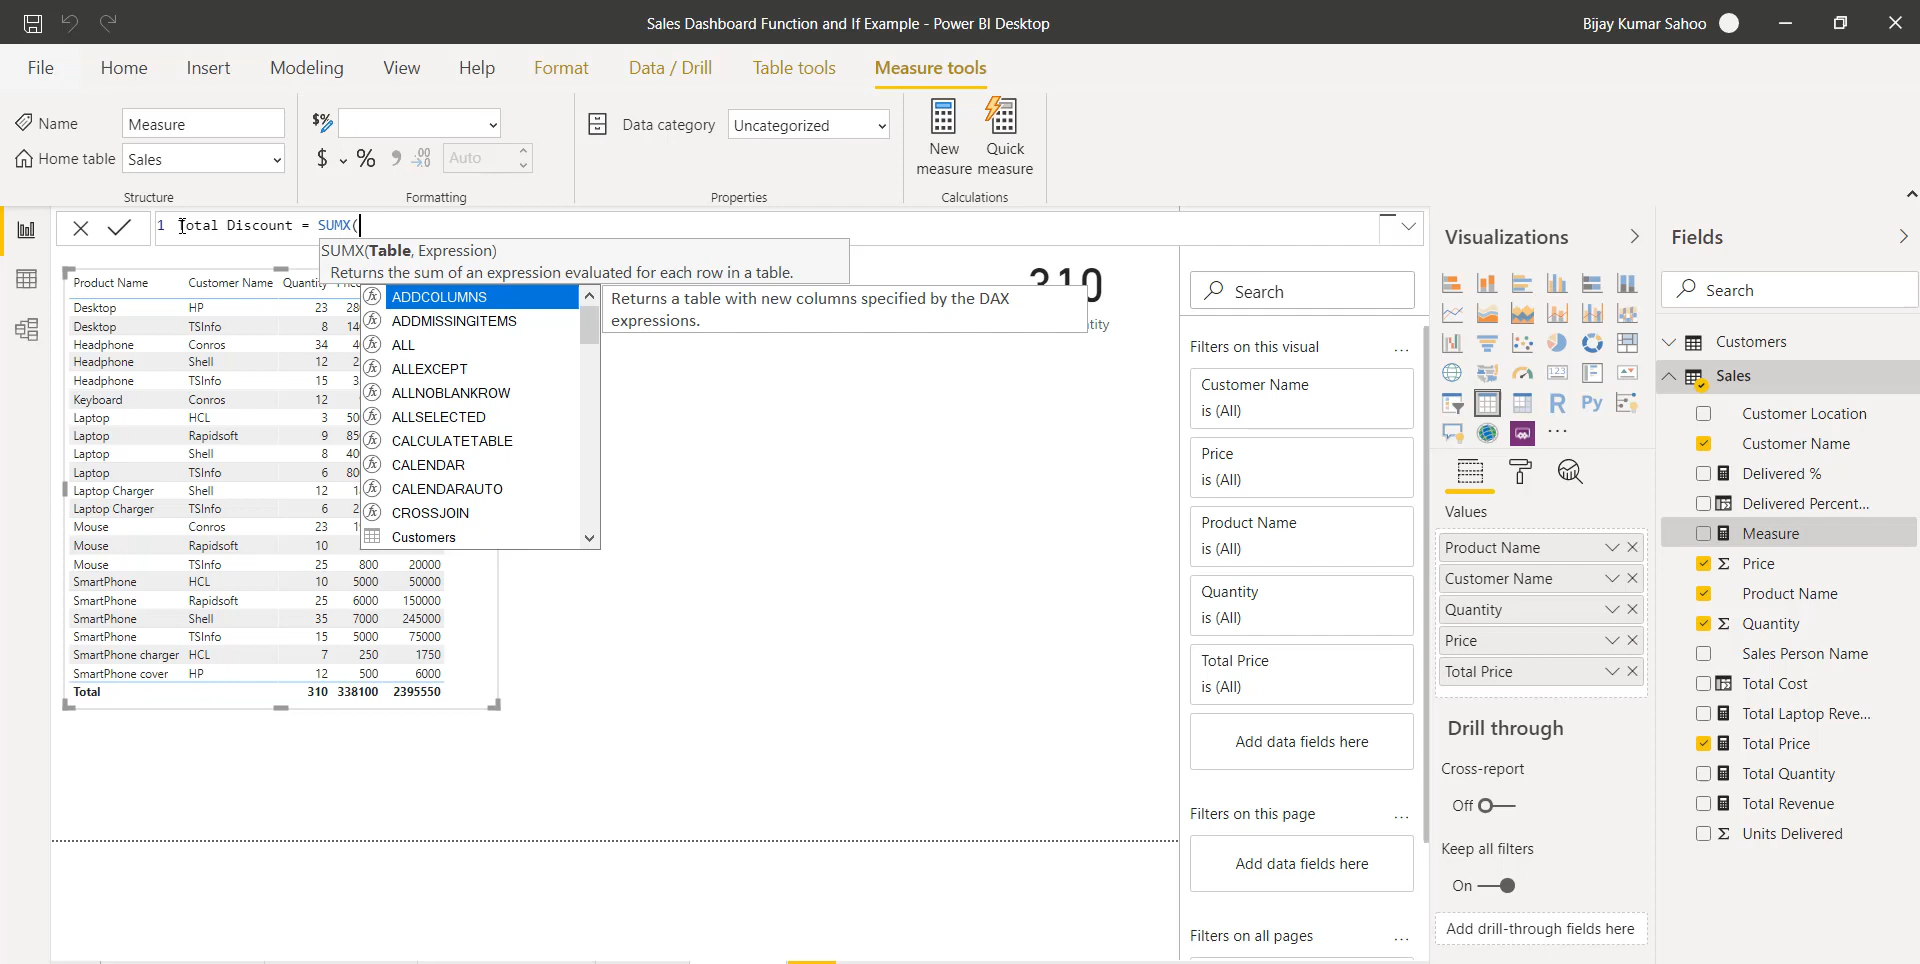 Sales Dashboard Function and If Example - Power BI Desktop
Bijay Kumar Sahoo
File Home Insert Modeling View Help Format Data / Drill Table tools Measure tools
Name Measure
Home table Sales
Structure
$ % 9 .00 Auto
Formatting
Data category Uncategorized
Properties
New measure
Quick measure
Calculations
1 Total Discount = SUMX(
SUMX(Table, Expression)
Returns the sum of an expression evaluated for each row in a table.
ADDCOLUMNS
ADDMISSINGITEMS
ALL
ALLEXCEPT
ALLNOBLANKROW
ALLSELECTED
CALCULATETABLE
CALENDAR
CALENDARAUTO
CROSSJOIN
Customers
Returns a table with new columns specified by the DAX
expressions.
310
Product Name Customer Name Quantity
Desktop HP 23
Desktop TSInfo 8
Headphone Conros 34
Headphone Shell 12
Headphone TSInfo 15
Keyboard Conros 12
Laptop HCL 3
Laptop Rapidsoft 9
Laptop Shell 8
Laptop TSInfo 6
Laptop Charger Shell 12
Laptop Charger TSInfo 6
Mouse Conros 23
Mouse Rapidsoft 10
Mouse TSInfo 25 800 20000
SmartPhone HCL 10 5000 50000
SmartPhone Rapidsoft 25 6000 150000
SmartPhone Shell 35 7000 245000
SmartPhone TSInfo 15 5000 75000
SmartPhone charger HCL 7 250 1750
SmartPhone cover HP 12 500 6000
Total 310 338100 2395550
Search
Filters on this visual ...
Customer Name
is (All)
Price
is (All)
Product Name
is (All)
Quantity
is (All)
Total Price
is (All)
Add data fields here
Filters on this page ...
Add data fields here
Filters on all pages ...
Visualizations
R Py
123
...
Values
Product Name
Customer Name
Quantity
Price
Total Price
Drill through
Cross-report
Off
Keep all filters
On
Add drill-through fields here
Fields
Search
Customers
Sales
Customer Location
Customer Name
Delivered %
Delivered Percent...
Measure
Σ Price
Product Name
Σ Quantity
Sales Person Name
Total Cost
Total Laptop Reve...
Total Price
Total Quantity
Total Revenue
Σ Units Delivered